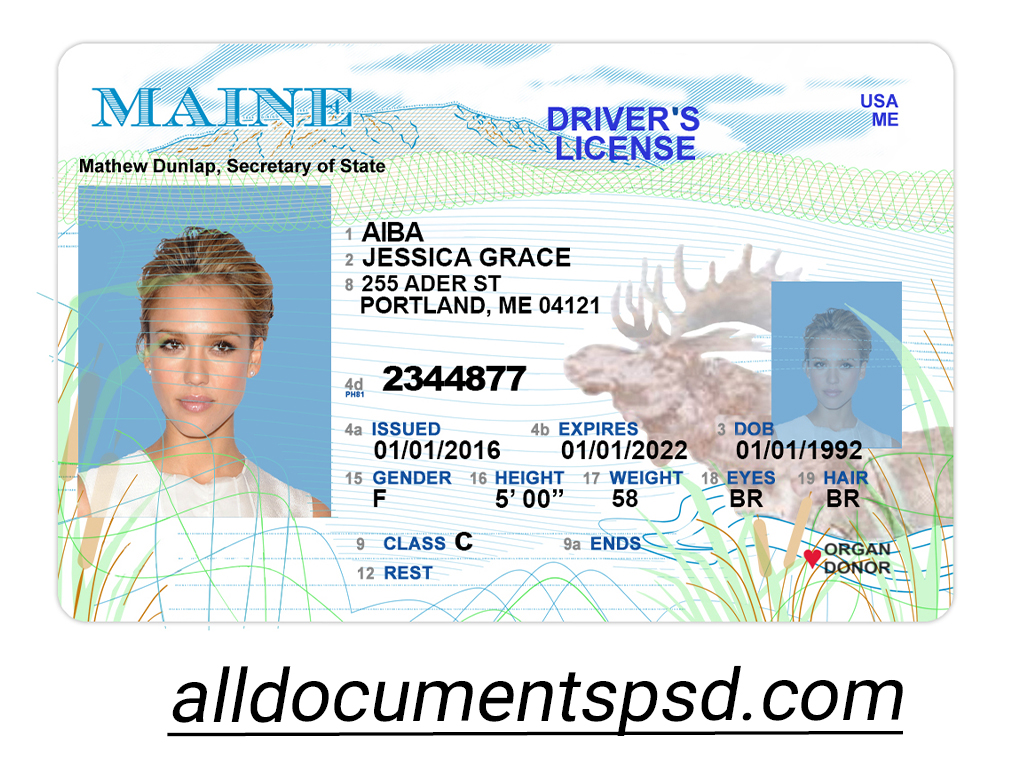 MAINE
DRIVER'S
LICENSE
USA
ME
Mathew Dunlap, Secretary of State
1 AIBA
2 JESSICA GRACE
8 255 ADER ST
PORTLAND, ME 04121
4d 2344877
PH81
4a ISSUED 4b EXPIRES 3 DOB
01/01/2016 01/01/2022 01/01/1992
15 GENDER 16 HEIGHT 17 WEIGHT 18 EYES 19 HAIR
F 5’ 00” 58 BR BR
9 CLASS C 9a ENDS
ORGAN
DONOR
12 REST
alldocumentspsd.com